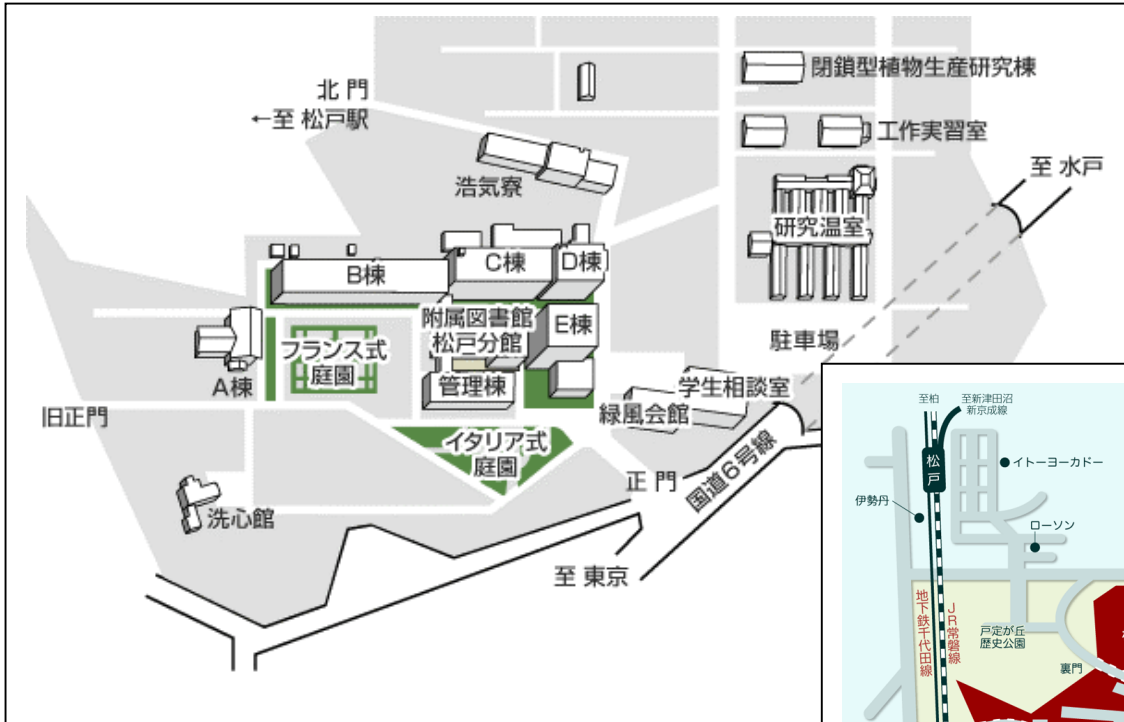 閉鎖型植物生産研究棟
北門
←至 松戸駅
工作実習室
至 水戸
浩気寮
研究温室
B棟
C棟
D棟
附属図書館
松戸分館
E棟
駐車場
フランス式
庭園
A棟
管理棟
学生相談室
緑風会館
旧正門
イタリア式
庭園
正門
国道6号線
洗心館
至 東京
至柏
至新津田沼
新京成線
松戸
イトーヨーカドー
伊勢丹
ローソン
地下鉄千代田線
JR常磐線
戸定が丘
歴史公園
裏門